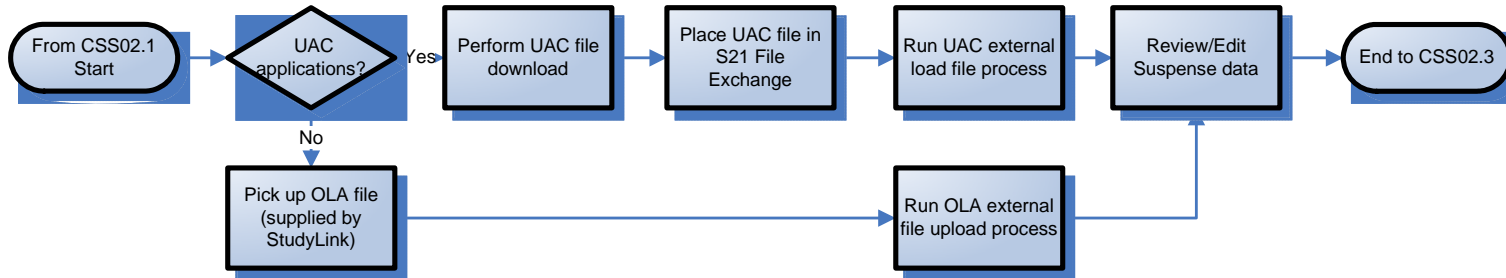 From CSS02.1
Start
UAC
applications?
Yes
Perform UAC file
download
Place UAC file in
S21 File
Exchange
Run UAC external
load file process
Review/Edit
Suspense data
End to CSS02.3
No
Pick up OLA file
(supplied by
StudyLink)
Run OLA external
file upload process